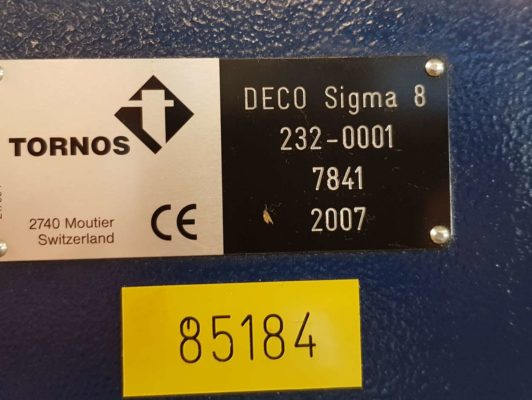 TORNOS
2740 Moutier
Switzerland
CE
DECO Sigma 8
232-0001
7841
2007
85184